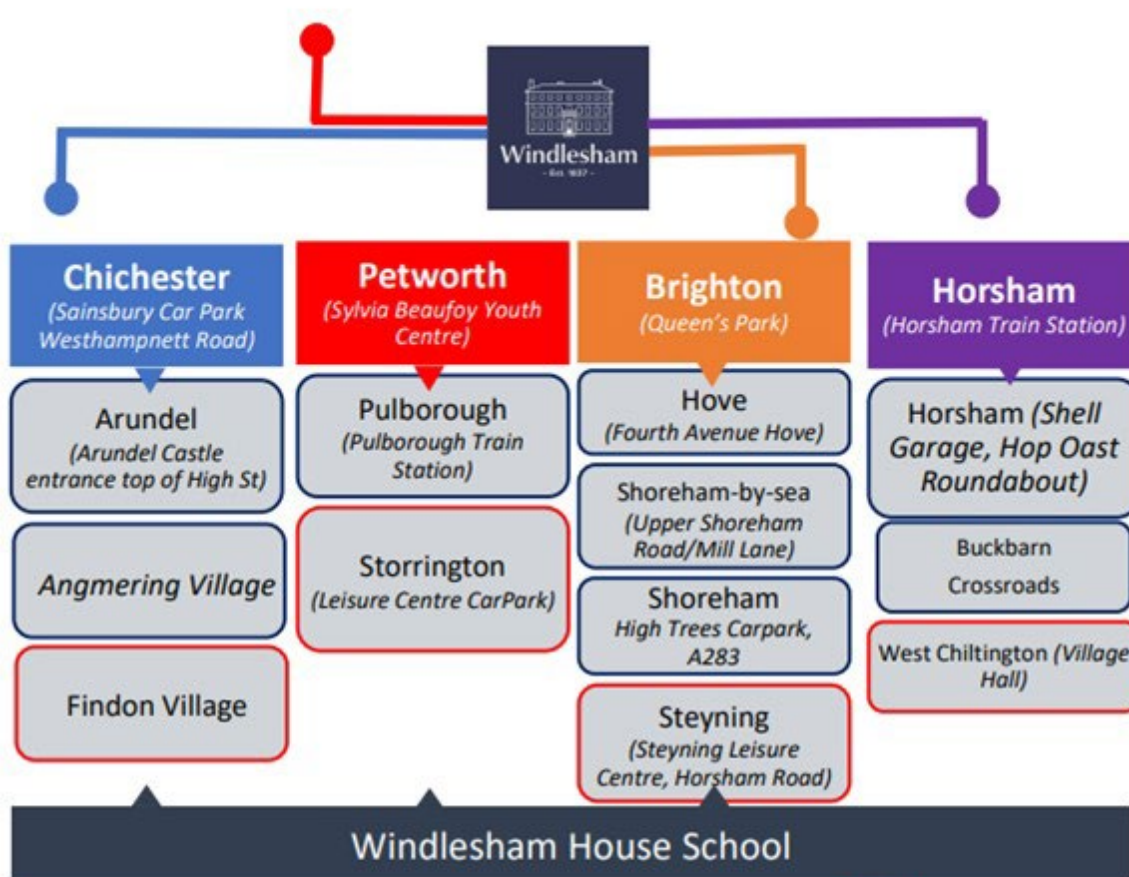 Windlesham
- Est. 1837 -
Chichester
(Sainsbury Car Park
Westhampnett Road)
Arundel
(Arundel Castle
entrance top of High St)
Angmering Village
Findon Village
Petworth
(Sylvia Beaufoy Youth
Centre)
Pulborough
(Pulborough Train
Station)
Storrington
(Leisure Centre CarPark)
Brighton
(Queen's Park)
Hove
(Fourth Avenue Hove)
Shoreham-by-sea
(Upper Shoreham
Road/Mill Lane)
Shoreham
High Trees Carpark,
A283
Steyning
(Steyning Leisure
Centre, Horsham Road)
Horsham
(Horsham Train Station)
Horsham (Shell
Garage, Hop Oast
Roundabout)
Buckbarn
Crossroads
West Chiltington (Village
Hall)
Windlesham House School